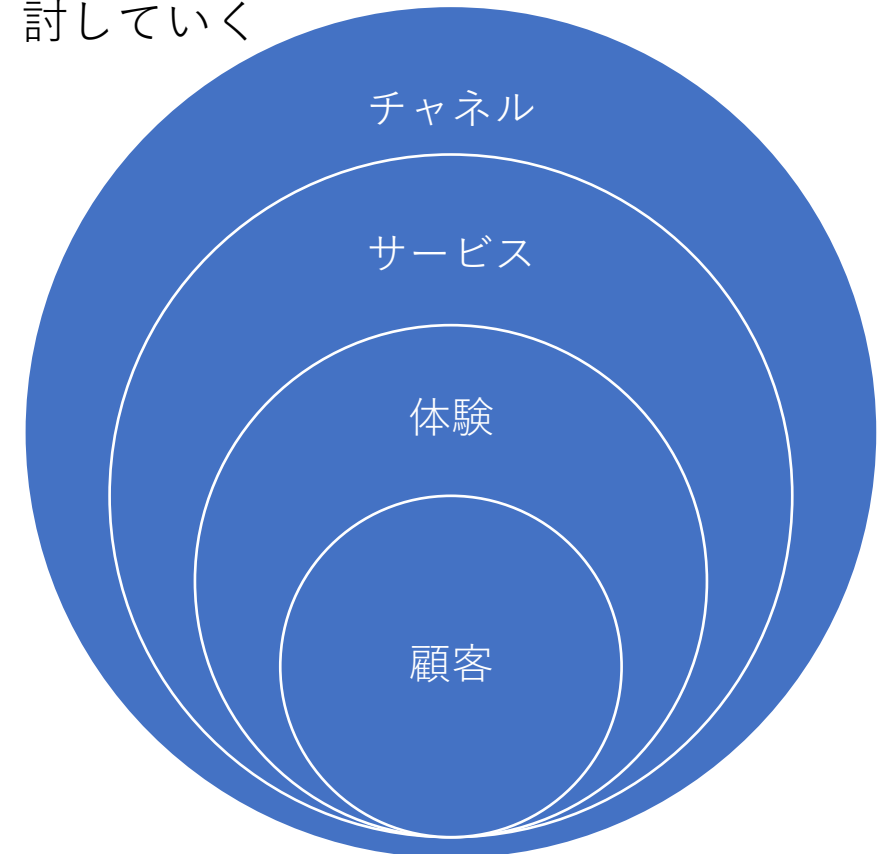 討していく
チャネル
サービス
体験
顧客